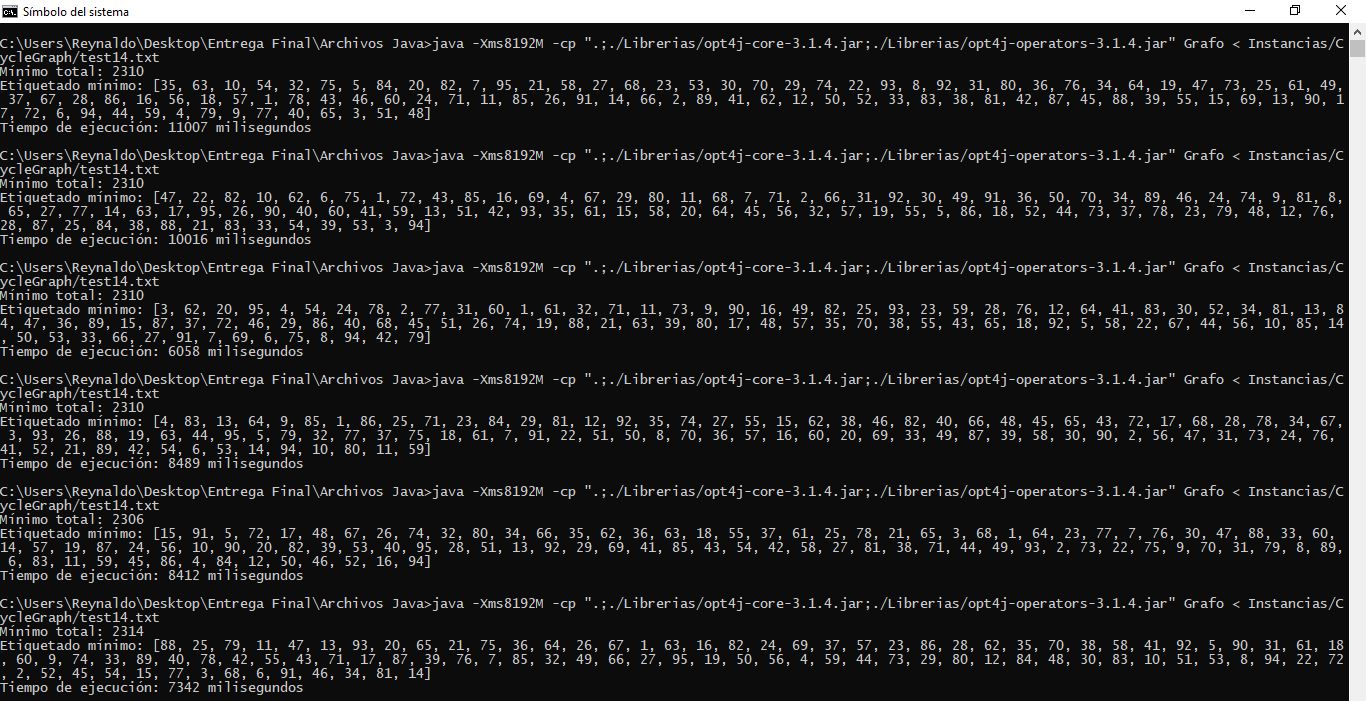 Símbolo del sistema
C:\Users\Reynaldo\Desktop\Entrega Final\Archivos Java>java -Xms8192M -cp ".;./Librerias/opt4j-core-3.1.4.jar;./Librerias/opt4j-operators-3.1.4.jar" Grafo < Instancias/C
ycleGraph/test14.txt
Mínimo total: 2310
Etiquetado mínimo: [35, 63, 10, 54, 32, 75, 5, 84, 20, 82, 7, 95, 21, 58, 27, 68, 23, 53, 30, 70, 29, 74, 22, 93, 8, 92, 31, 80, 36, 76, 34, 64, 19, 47, 73, 25, 61, 49,
 37, 67, 28, 86, 16, 56, 18, 57, 1, 78, 43, 46, 60, 24, 71, 11, 85, 26, 91, 14, 66, 2, 89, 41, 62, 12, 50, 52, 33, 83, 38, 81, 42, 87, 45, 88, 39, 55, 15, 69, 13, 90, 1
7, 72, 6, 94, 44, 59, 4, 79, 9, 77, 40, 65, 3, 51, 48]
Tiempo de ejecución: 11007 milisegundos
C:\Users\Reynaldo\Desktop\Entrega Final\Archivos Java>java -Xms8192M -cp ".;./Librerias/opt4j-core-3.1.4.jar;./Librerias/opt4j-operators-3.1.4.jar" Grafo < Instancias/C
ycleGraph/test14.txt
Mínimo total: 2310
Etiquetado mínimo: [47, 22, 82, 10, 62, 6, 75, 1, 72, 43, 85, 16, 69, 4, 67, 29, 80, 11, 68, 7, 71, 2, 66, 31, 92, 30, 49, 91, 36, 50, 70, 34, 89, 46, 24, 74, 9, 81, 8,
 65, 27, 77, 14, 63, 17, 95, 26, 90, 40, 60, 41, 59, 13, 51, 42, 93, 35, 61, 15, 58, 20, 64, 45, 56, 32, 57, 19, 55, 5, 86, 18, 52, 44, 73, 37, 78, 23, 79, 48, 12, 76,
28, 87, 25, 84, 38, 88, 21, 83, 33, 54, 39, 53, 3, 94]
Tiempo de ejecución: 10016 milisegundos
C:\Users\Reynaldo\Desktop\Entrega Final\Archivos Java>java -Xms8192M -cp ".;./Librerias/opt4j-core-3.1.4.jar;./Librerias/opt4j-operators-3.1.4.jar" Grafo < Instancias/C
ycleGraph/test14.txt
Mínimo total: 2310
Etiquetado mínimo: [3, 62, 20, 95, 4, 54, 24, 78, 2, 77, 31, 60, 1, 61, 32, 71, 11, 73, 9, 90, 16, 49, 82, 25, 93, 23, 59, 28, 76, 12, 64, 41, 83, 30, 52, 34, 81, 13, 8
4, 47, 36, 89, 15, 87, 37, 72, 46, 29, 86, 40, 68, 45, 51, 26, 74, 19, 88, 21, 63, 39, 80, 17, 48, 57, 35, 70, 38, 55, 43, 65, 18, 92, 5, 58, 22, 67, 44, 56, 10, 85, 14
, 50, 53, 33, 66, 27, 91, 7, 69, 6, 75, 8, 94, 42, 79]
Tiempo de ejecución: 6058 milisegundos
C:\Users\Reynaldo\Desktop\Entrega Final\Archivos Java>java -Xms8192M -cp ".;./Librerias/opt4j-core-3.1.4.jar;./Librerias/opt4j-operators-3.1.4.jar" Grafo < Instancias/C
ycleGraph/test14.txt
Mínimo total: 2310
Etiquetado mínimo: [4, 83, 13, 64, 9, 85, 1, 86, 25, 71, 23, 84, 29, 81, 12, 92, 35, 74, 27, 55, 15, 62, 38, 46, 82, 40, 66, 48, 45, 65, 43, 72, 17, 68, 28, 78, 34, 67,
 3, 93, 26, 88, 19, 63, 44, 95, 5, 79, 32, 77, 37, 75, 18, 61, 7, 91, 22, 51, 50, 8, 70, 36, 57, 16, 60, 20, 69, 33, 49, 87, 39, 58, 30, 90, 2, 56, 47, 31, 73, 24, 76,
41, 52, 21, 89, 42, 54, 6, 53, 14, 94, 10, 80, 11, 59]
Tiempo de ejecución: 8489 milisegundos
C:\Users\Reynaldo\Desktop\Entrega Final\Archivos Java>java -Xms8192M -cp ".;./Librerias/opt4j-core-3.1.4.jar;./Librerias/opt4j-operators-3.1.4.jar" Grafo < Instancias/C
ycleGraph/test14.txt
Mínimo total: 2306
Etiquetado mínimo: [15, 91, 5, 72, 17, 48, 67, 26, 74, 32, 80, 34, 66, 35, 62, 36, 63, 18, 55, 37, 61, 25, 78, 21, 65, 3, 68, 1, 64, 23, 77, 7, 76, 30, 47, 88, 33, 60,
14, 57, 19, 87, 24, 56, 10, 90, 20, 82, 39, 53, 40, 95, 28, 51, 13, 92, 29, 69, 41, 85, 43, 54, 42, 58, 27, 81, 38, 71, 44, 49, 93, 2, 73, 22, 75, 9, 70, 31, 79, 8, 89,
 6, 83, 11, 59, 45, 86, 4, 84, 12, 50, 46, 52, 16, 94]
Tiempo de ejecución: 8412 milisegundos
C:\Users\Reynaldo\Desktop\Entrega Final\Archivos Java>java -Xms8192M -cp ".;./Librerias/opt4j-core-3.1.4.jar;./Librerias/opt4j-operators-3.1.4.jar" Grafo < Instancias/C
ycleGraph/test14.txt
Mínimo total: 2314
Etiquetado mínimo: [88, 25, 79, 11, 47, 13, 93, 20, 65, 21, 75, 36, 64, 26, 67, 1, 63, 16, 82, 24, 69, 37, 57, 23, 86, 28, 62, 35, 70, 38, 58, 41, 92, 5, 90, 31, 61, 18
, 60, 9, 74, 33, 89, 40, 78, 42, 55, 43, 71, 17, 87, 39, 76, 7, 85, 32, 49, 66, 27, 95, 19, 50, 56, 4, 59, 44, 73, 29, 80, 12, 84, 48, 30, 83, 10, 51, 53, 8, 94, 22, 72
, 2, 52, 45, 54, 15, 77, 3, 68, 6, 91, 46, 34, 81, 14]
Tiempo de ejecución: 7342 milisegundos